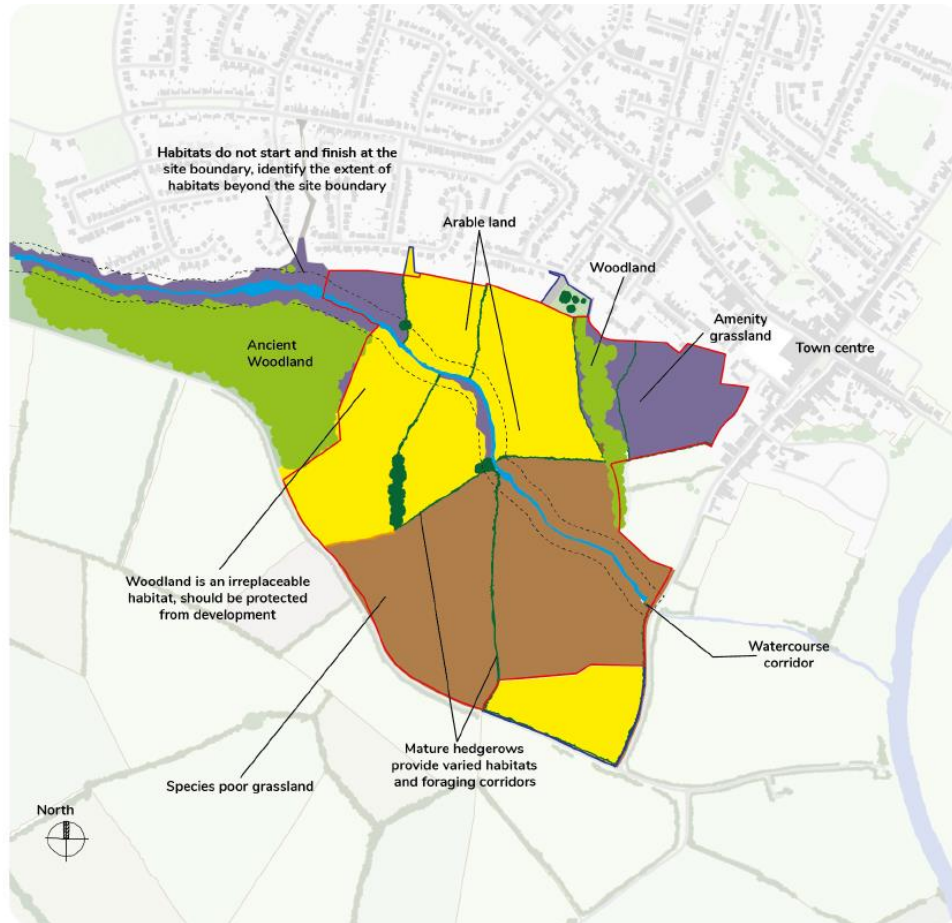 Habitats do not start and finish at the
site boundary, identify the extent of
habitats beyond the site boundary
Arable land
Woodland
Amenity
grassland
Town centre
Ancient
Woodland
Woodland is an irreplaceable
habitat, should be protected
from development
Watercourse
corridor
Mature hedgerows
provide varied habitats
and foraging corridors
Species poor grassland
North